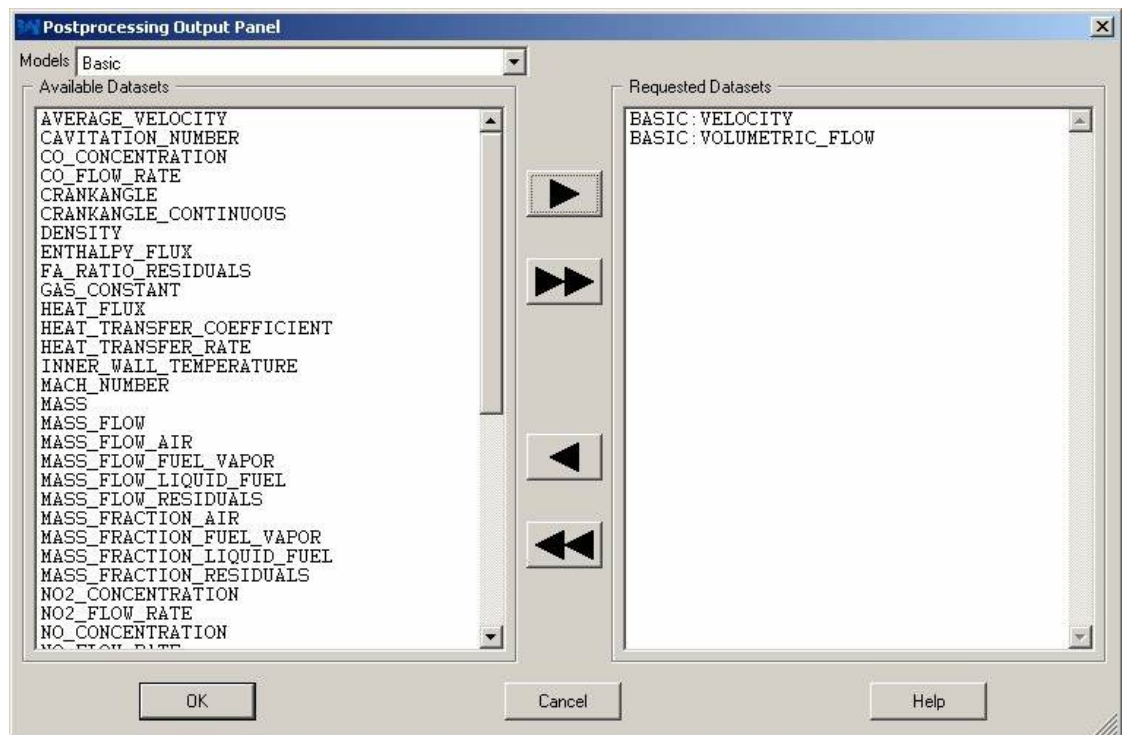 Postprocessing Output Panel
Models Basic
Available Datasets
AVERAGE_VELOCITY
CAVITATION_NUMBER
CO_CONCENTRATION
CO_FLOW_RATE
CRANKANGLE
CRANKANGLE_CONTINUOUS
DENSITY
ENTHALPY_FLUX
FA_RATIO_RESIDUALS
GAS_CONSTANT
HEAT_FLUX
HEAT_TRANSFER_COEFFICIENT
HEAT_TRANSFER_RATE
INNER_WALL_TEMPERATURE
MACH_NUMBER
MASS
MASS_FLOW
MASS_FLOW_AIR
MASS_FLOW_FUEL_VAPOR
MASS_FLOW_LIQUID_FUEL
MASS_FLOW_RESIDUALS
MASS_FRACTION_AIR
MASS_FRACTION_FUEL_VAPOR
MASS_FRACTION_LIQUID_FUEL
MASS_FRACTION_RESIDUALS
NO2_CONCENTRATION
NO2_FLOW_RATE
NO_CONCENTRATION
NO_FLOW_RATE
Requested Datasets
BASIC:VELOCITY
BASIC:VOLUMETRIC_FLOW
OK
Cancel
Help